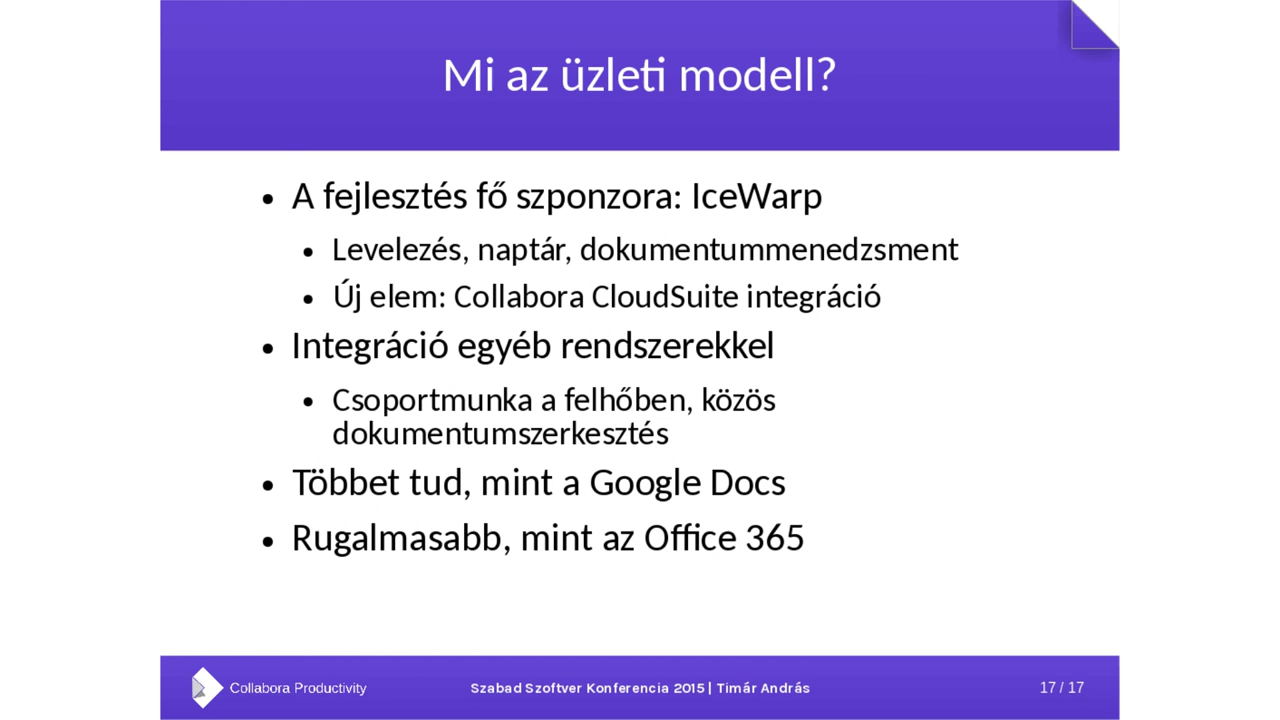 Mi az üzleti modell?
• A fejlesztés fő szponzora: IceWarp
• Levelezés, naptár, dokumentummenedzsment
• Új elem: Collabora CloudSuite integráció
• Integráció egyéb rendszerekkel
• Csoportmunka a felhőben, közös
dokumentumszerkesztés
• Többet tud, mint a Google Docs
• Rugalmasabb, mint az Office 365
Collabora Productivity
Szabad Szoftver Konferencia 2015 | Timár András
17 / 17